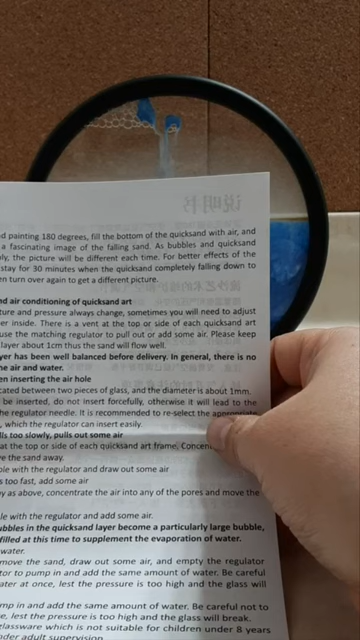 d painting 180 degrees, fill the bottom of the quicksand with air, and
a fascinating image of the falling sand. As bubbles and quicksand
ly, the picture will be different each time. For better effects of the
stay for 30 minutes when the quicksand completely falling down to
n turn over again to get a different picture.
nd air conditioning of quicksand art
ture and pressure always change, sometimes you will need to adjust
er inside. There is a vent at the top or side of each quicksand art
use the matching regulator to pull out or add some air. Please keep
layer about 1cm thus the sand will flow well.
yer has been well balanced before delivery. In general, there is no
he air and water.
en inserting the air hole
cated between two pieces of glass, and the diameter is about 1mm.
be inserted, do not insert forcefully, otherwise it will lead to the
he regulator needle. It is recommended to re-select the appropriate
, which the regulator can insert easily.
lls too slowly, pulls out some air
at the top or side of each quicksand art frame. Concen
ve the sand away.
ble with the regulator and draw out some air
s too fast, add some air
y as above, concentrate the air into any of the pores and move the
le with the regulator and add some air.
ubbles in the quicksand layer become a particularly large bubble,
filled at this time to supplement the evaporation of water.
water.
move the sand, draw out some air, and empty the regulator
tor to pump in and add the same amount of water. Be careful
ater at once, lest the pressure is too high and the glass will
mp in and add the same amount of water. Be careful not to
e, lest the pressure is too high and the glass will break.
glassware which is not suitable for children under 8 years
nder adult supervision
说明书